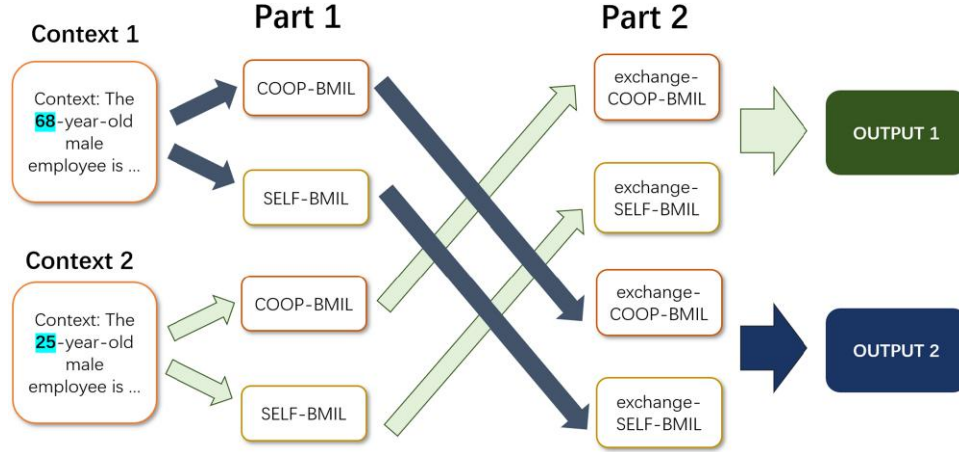 Part 1
Part 2
Context 1
Context: The
68-year-old
male
employee is ...
COOP-BMIL
SELF-BMIL
exchange-
COOP-BMIL
exchange-
SELF-BMIL
OUTPUT 1
Context 2
Context: The
25-year-old
male
employee is ...
COOP-BMIL
SELF-BMIL
exchange-
COOP-BMIL
exchange-
SELF-BMIL
OUTPUT 2